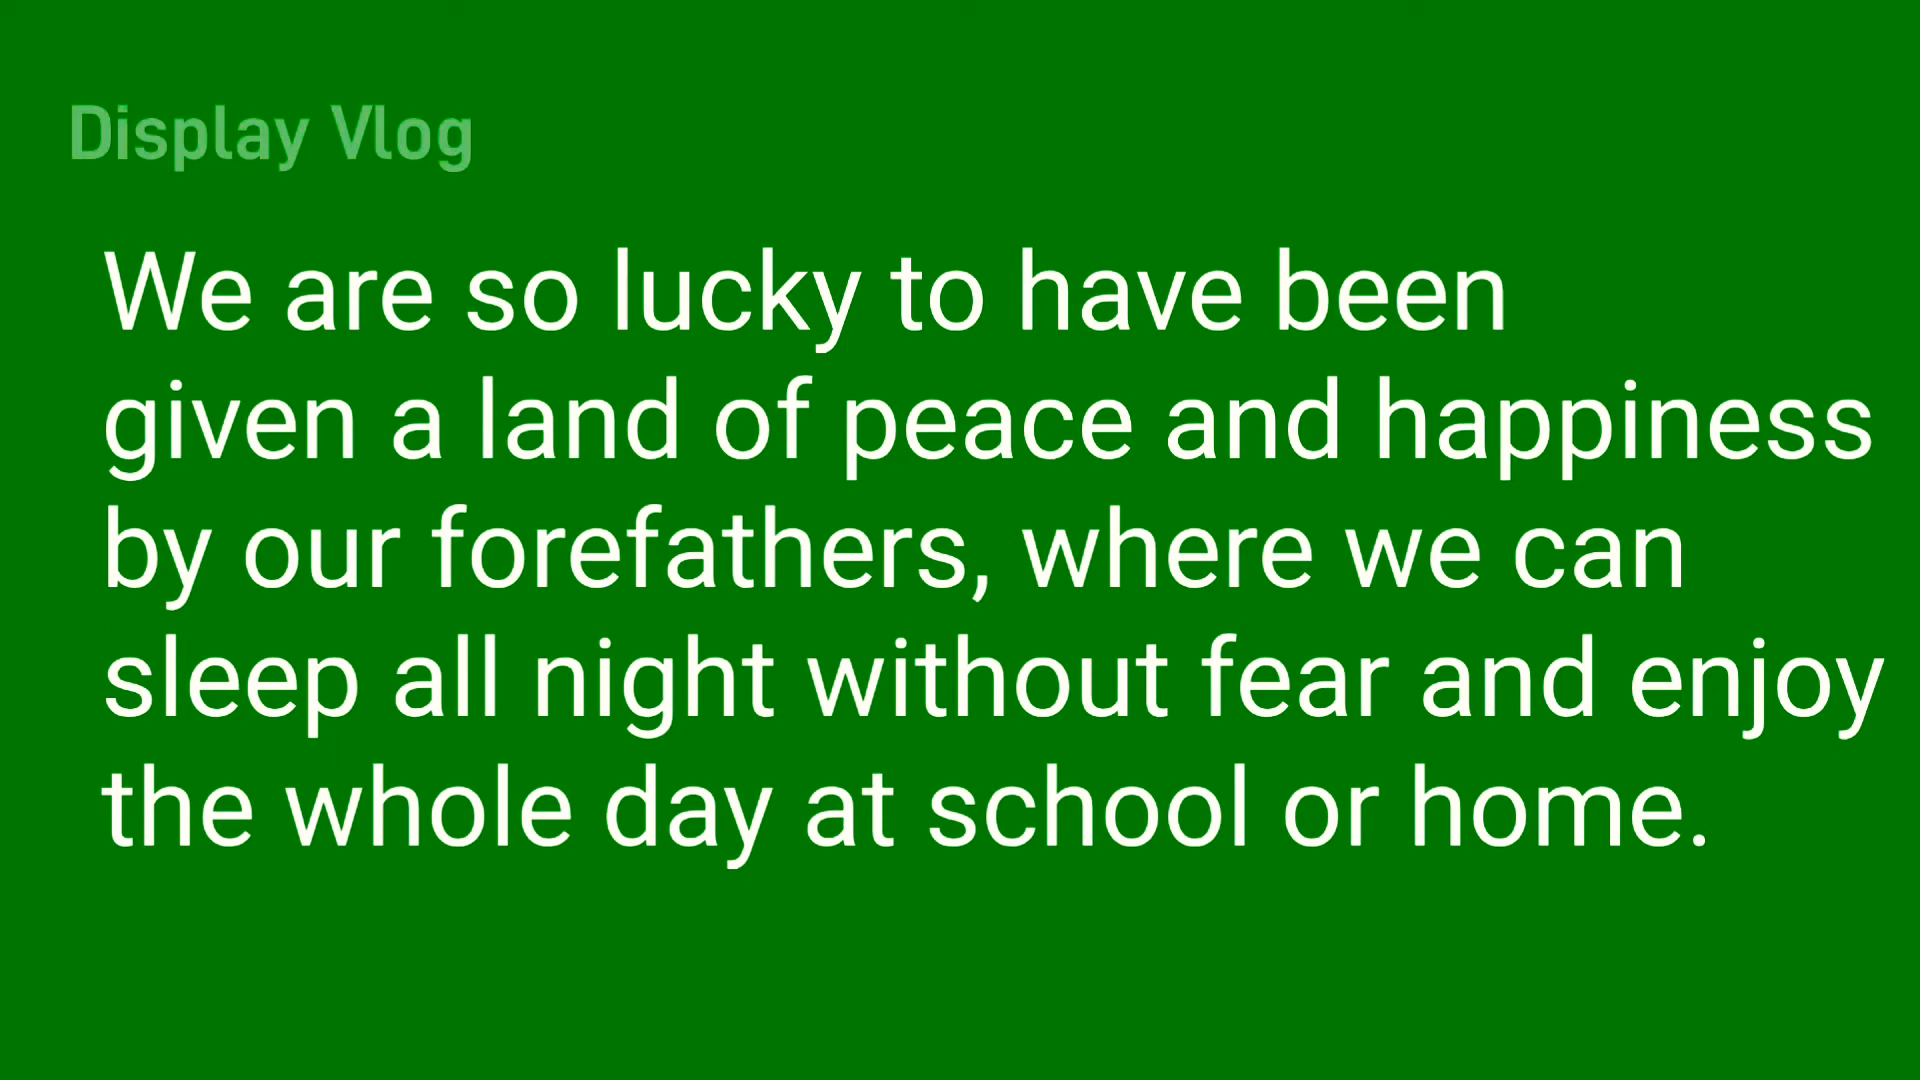 Display Vlog
We are so lucky to have been
given a land of peace and happiness
by our forefathers, where we can
sleep all night without fear and enjoy
the whole day at school or home.